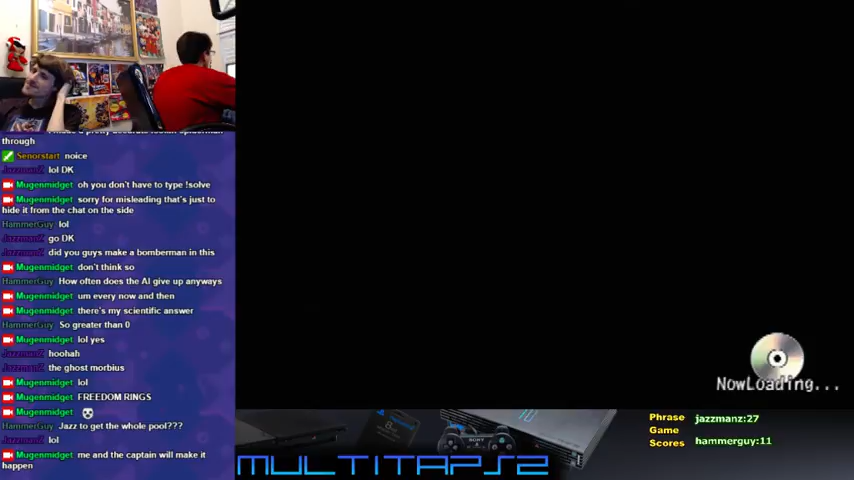 through
Senorstart noice
JazzmanZ lol DK
Mugenmidget oh you don't have to type !solve
Mugenmidget sorry for misleading that's just to
hide it from the chat on the side
HammerGuy lol
JazzmanZ go DK
JazzmanZ did you guys make a bomberman in this
Mugenmidget don't think so
HammerGuy How often does the AI give up anyways
Mugenmidget um every now and then
Mugenmidget there's my scientific answer
HammerGuy So greater than 0
Mugenmidget lol yes
JazzmanZ hoohah
JazzmanZ the ghost morbius
Mugenmidget lol
Mugenmidget FREEDOM RINGS
Mugenmidget
HammerGuy Jazz to get the whole pool???
JazzmanZ lol
Mugenmidget me and the captain will make it
happen
NowLoading...
Phrase
Game
Scores
jazzmanz:27
hammerguy:11
MULTITAPS2